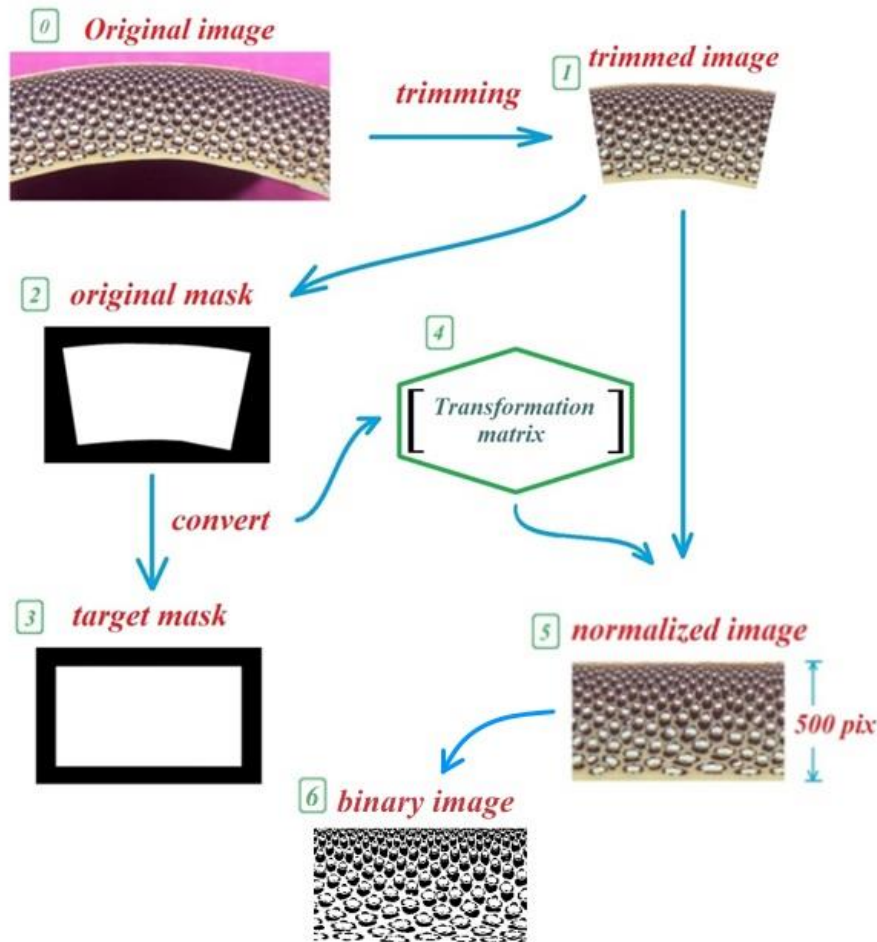 0 Original image
1 trimmed image
trimming
2 original mask
4
[ Transformation
matrix ]
convert
3 target mask
5 normalized image
500 pix
6 binary image